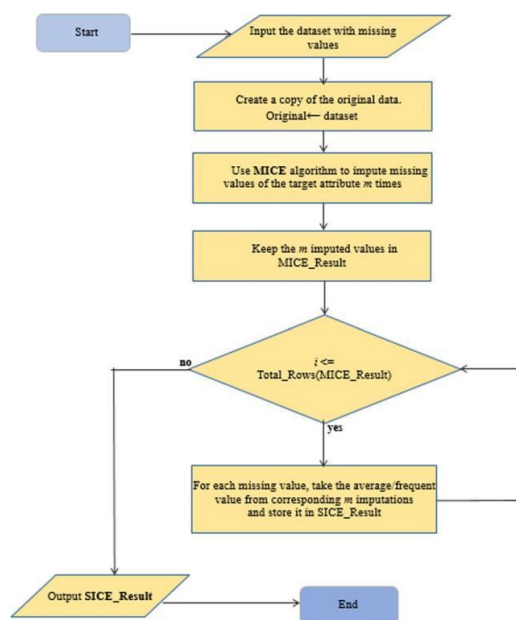 Start
Input the dataset with missing
values
Create a copy of the original data.
Original← dataset
Use MICE algorithm to impute missing
values of the target attribute m times
Keep the m imputed values in
MICE_Result
i <=
Total_Rows(MICE_Result)
no
yes
For each missing value, take the average/frequent
value from corresponding m imputations
and store it in SICE_Result
Output SICE_Result
End